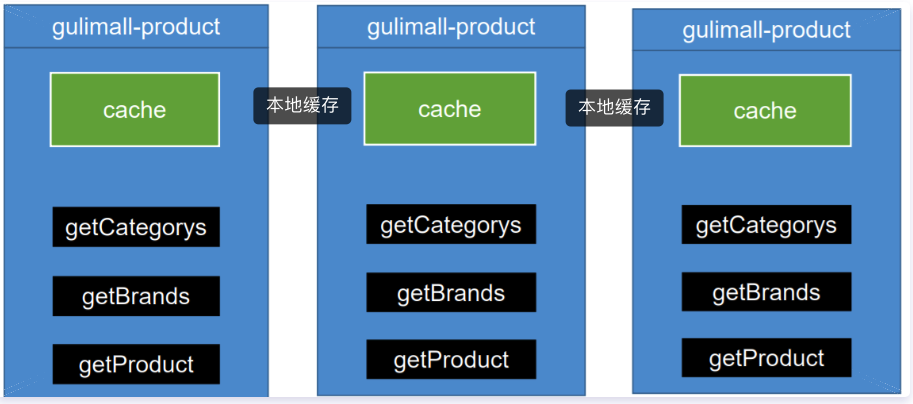 gulimall-product
cache
getCategorys
getBrands
getProduct
本地缓存
gulimall-product
cache
getCategorys
getBrands
getProduct
本地缓存
gulimall-product
cache
getCategorys
getBrands
getProduct